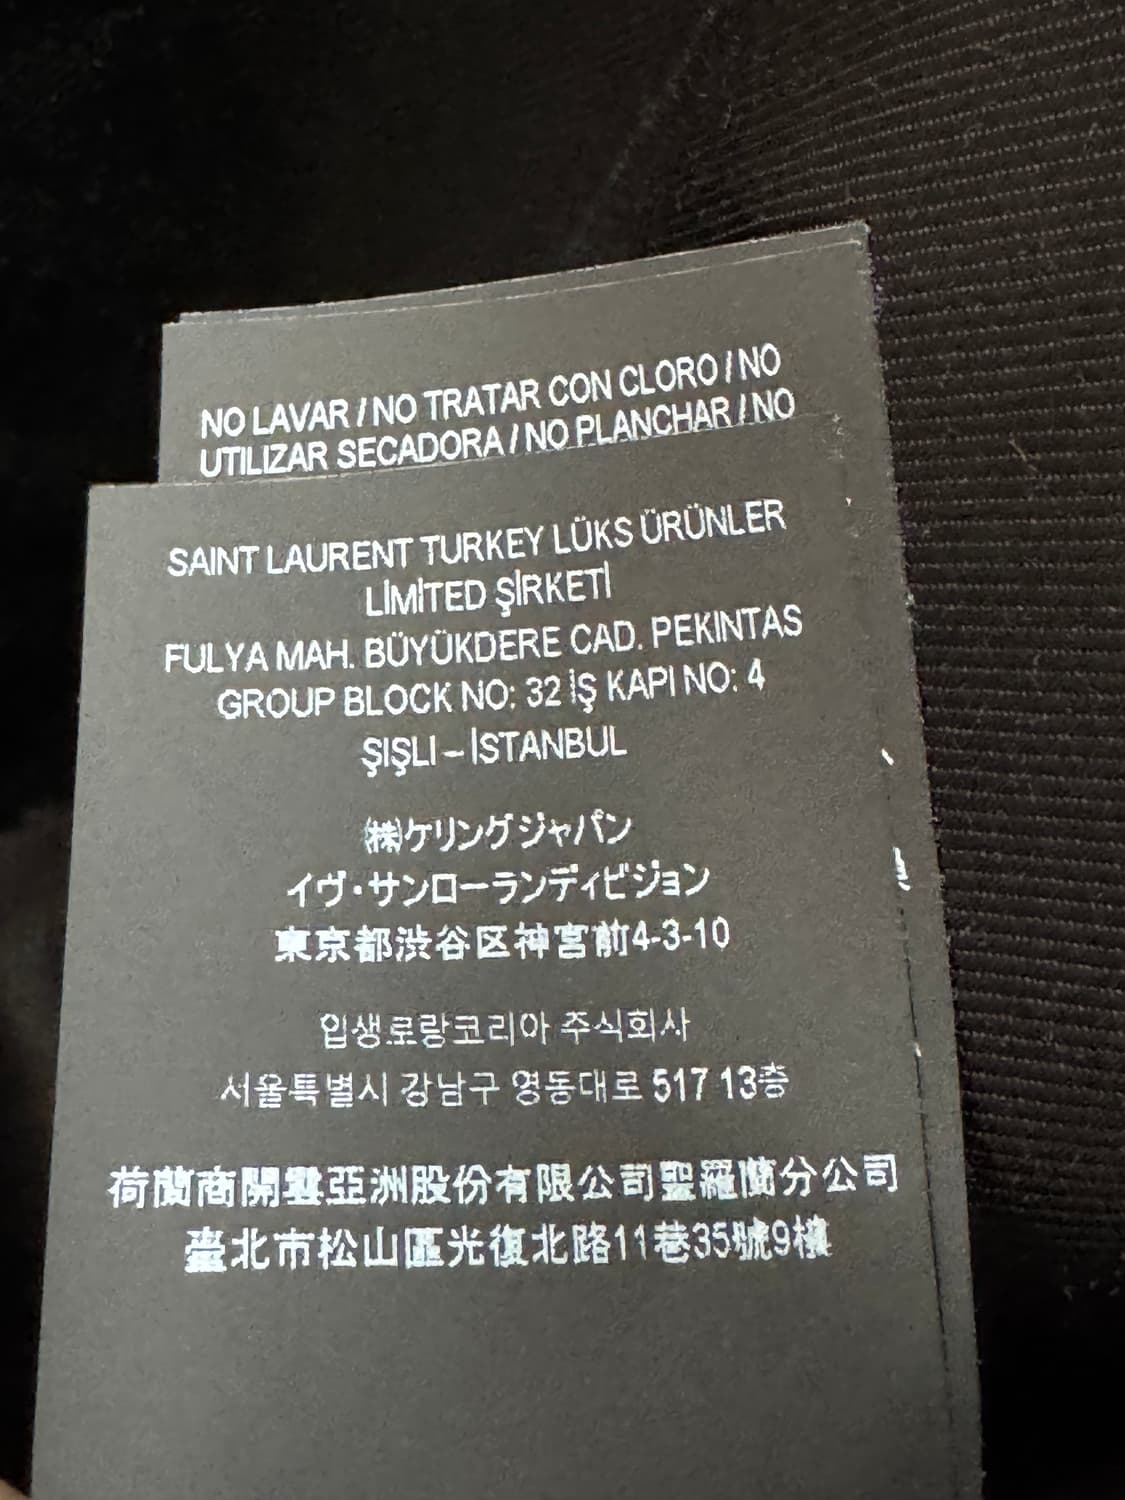 NO LAVAR / NO TRATAR CON CLORO / NO
UTILIZAR SECADORA / NO PLANCHAR / NO
SAINT LAURENT TURKEY LÜKS ÜRÜNLER
LİMİTED ŞİRKETİ
FULYA MAH. BÜYÜKDERE CAD. PEKINTAS
GROUP BLOCK NO: 32 İŞ KAPI NO: 4
ŞIŞLI – İSTANBUL
㈱ケリングジャパン
イヴ・サンローランディビジョン
東京都渋谷区神宮前4-3-10
입생로랑코리아 주식회사
서울특별시 강남구 영동대로 517 13층
荷蘭商開雲亞洲股份有限公司聖羅蘭分公司
臺北市松山區光復北路11巷35號9樓